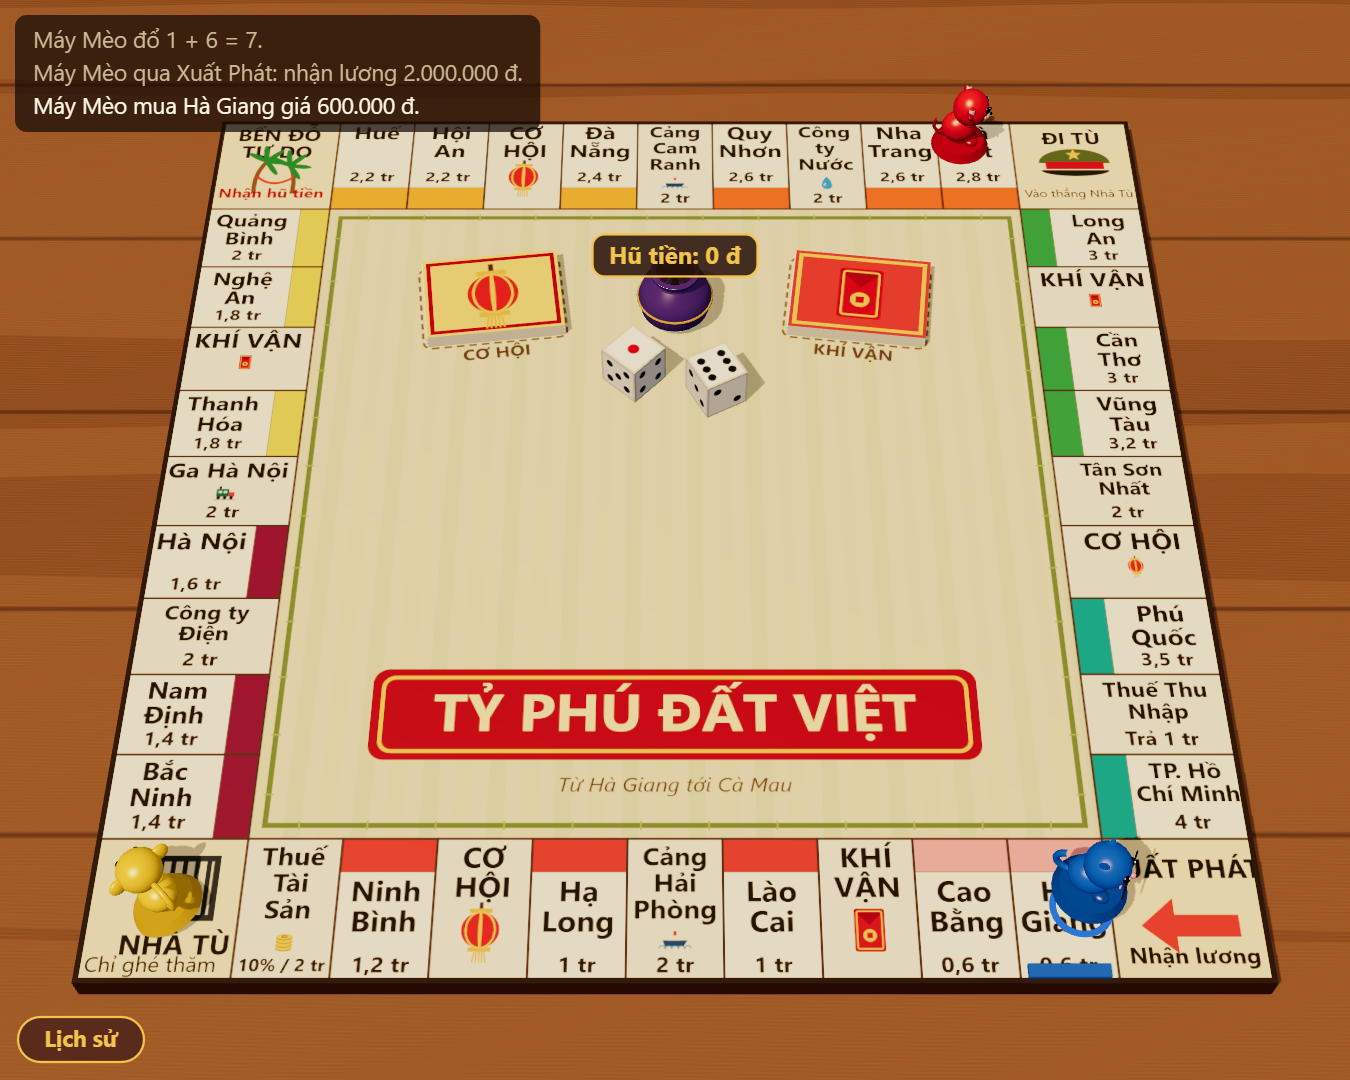 Máy Mèo đổ 1 + 6 = 7.
Máy Mèo qua Xuất Phát: nhận lương 2.000.000 đ.
Máy Mèo mua Hà Giang giá 600.000 đ.
BẾN ĐỖ
TỰ DO
Nhận hũ tiền
Huế
2,2 tr
Hội
An
2,2 tr
CƠ
HỘI
Đà
Nẵng
2,4 tr
Cảng
Cam
Ranh
2 tr
Quy
Nhơn
2,6 tr
Công
ty
Nước
2 tr
Nha
Trang
2,6 tr
2,8 tr
ĐI TÙ
Vào thẳng Nhà Tù
Quảng
Bình
2 tr
Nghệ
An
1,8 tr
KHÍ VẬN
Thanh
Hóa
1,8 tr
Ga Hà Nội
2 tr
Hà Nội
1,6 tr
Công ty
Điện
2 tr
Nam
Định
1,4 tr
Bắc
Ninh
1,4 tr
Long
An
3 tr
KHÍ VẬN
Cần
Thơ
3 tr
Vũng
Tàu
3,2 tr
Tân Sơn
Nhất
2 tr
CƠ HỘI
Phú
Quốc
3,5 tr
Thuế Thu
Nhập
Trả 1 tr
TP. Hồ
Chí Minh
4 tr
Hũ tiền: 0 đ
CƠ HỘI
KHÍ VẬN
TỶ PHÚ ĐẤT VIỆT
Từ Hà Giang tới Cà Mau
NHÀ TÙ
Chỉ ghé thăm
Thuế
Tài
Sản
10% / 2 tr
Ninh
Bình
1,2 tr
CƠ
HỘI
Hạ
Long
1 tr
Cảng
Hải
Phòng
2 tr
Lào
Cai
1 tr
KHÍ
VẬN
Cao
Bằng
0,6 tr
Giang
0,6 tr
PHÁT
Nhận lương
Lịch sử